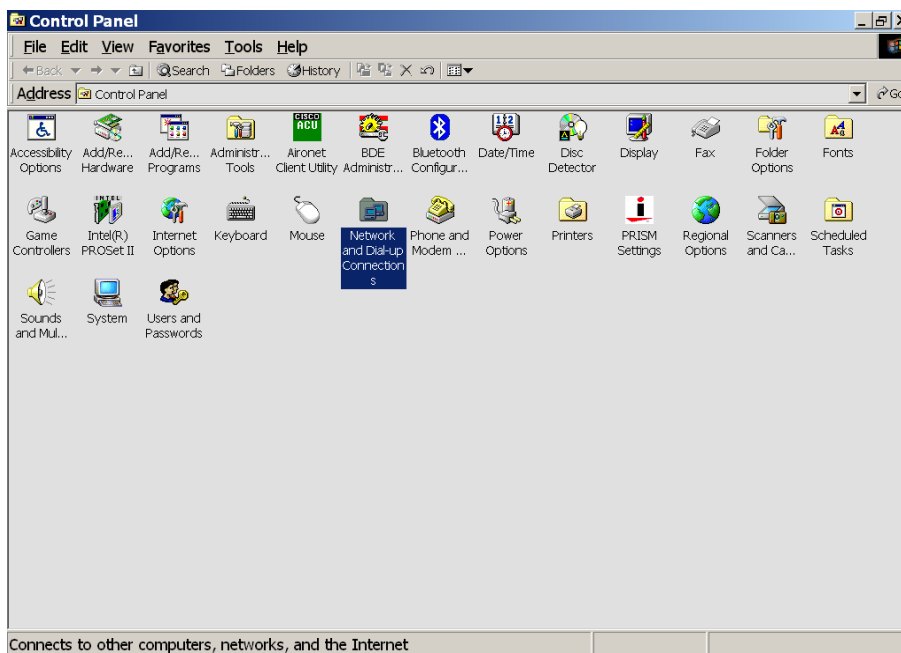 Control Panel
File Edit View Favorites Tools Help
Back Search Folders History
Address Control Panel Go
Accessibility Options
Add/Re... Hardware
Add/Re... Programs
Administr... Tools
CISCO ACU
Aironet Client Utility
BDE Administr...
Bluetooth Configur...
Date/Time
Disc Detector
Display
Fax
Folder Options
Fonts
Game Controllers
INTEL
Intel(R) PROSet II
Internet Options
Keyboard
Mouse
Network and Dial-up Connections
Phone and Modem ...
Power Options
Printers
PRISM Settings
Regional Options
Scanners and Ca...
Scheduled Tasks
Sounds and Mul...
System
Users and Passwords
Connects to other computers, networks, and the Internet